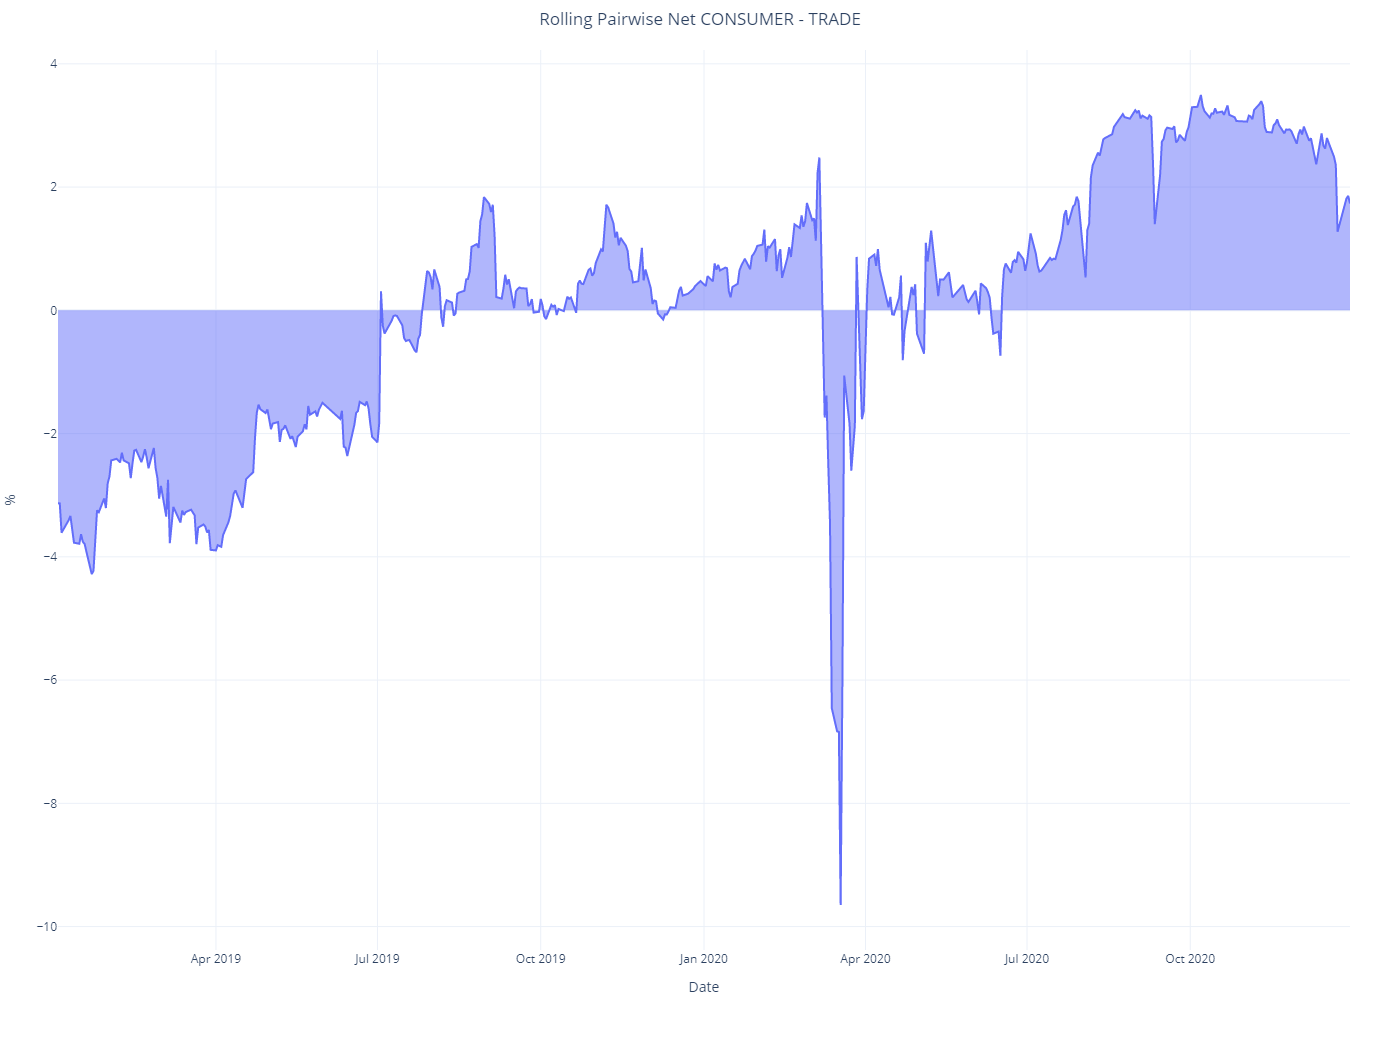 Rolling Pairwise Net CONSUMER - TRADE
4
2
0
−2
−4
−6
−8
−10
%
Apr 2019
Jul 2019
Oct 2019
Jan 2020
Apr 2020
Jul 2020
Oct 2020
Date